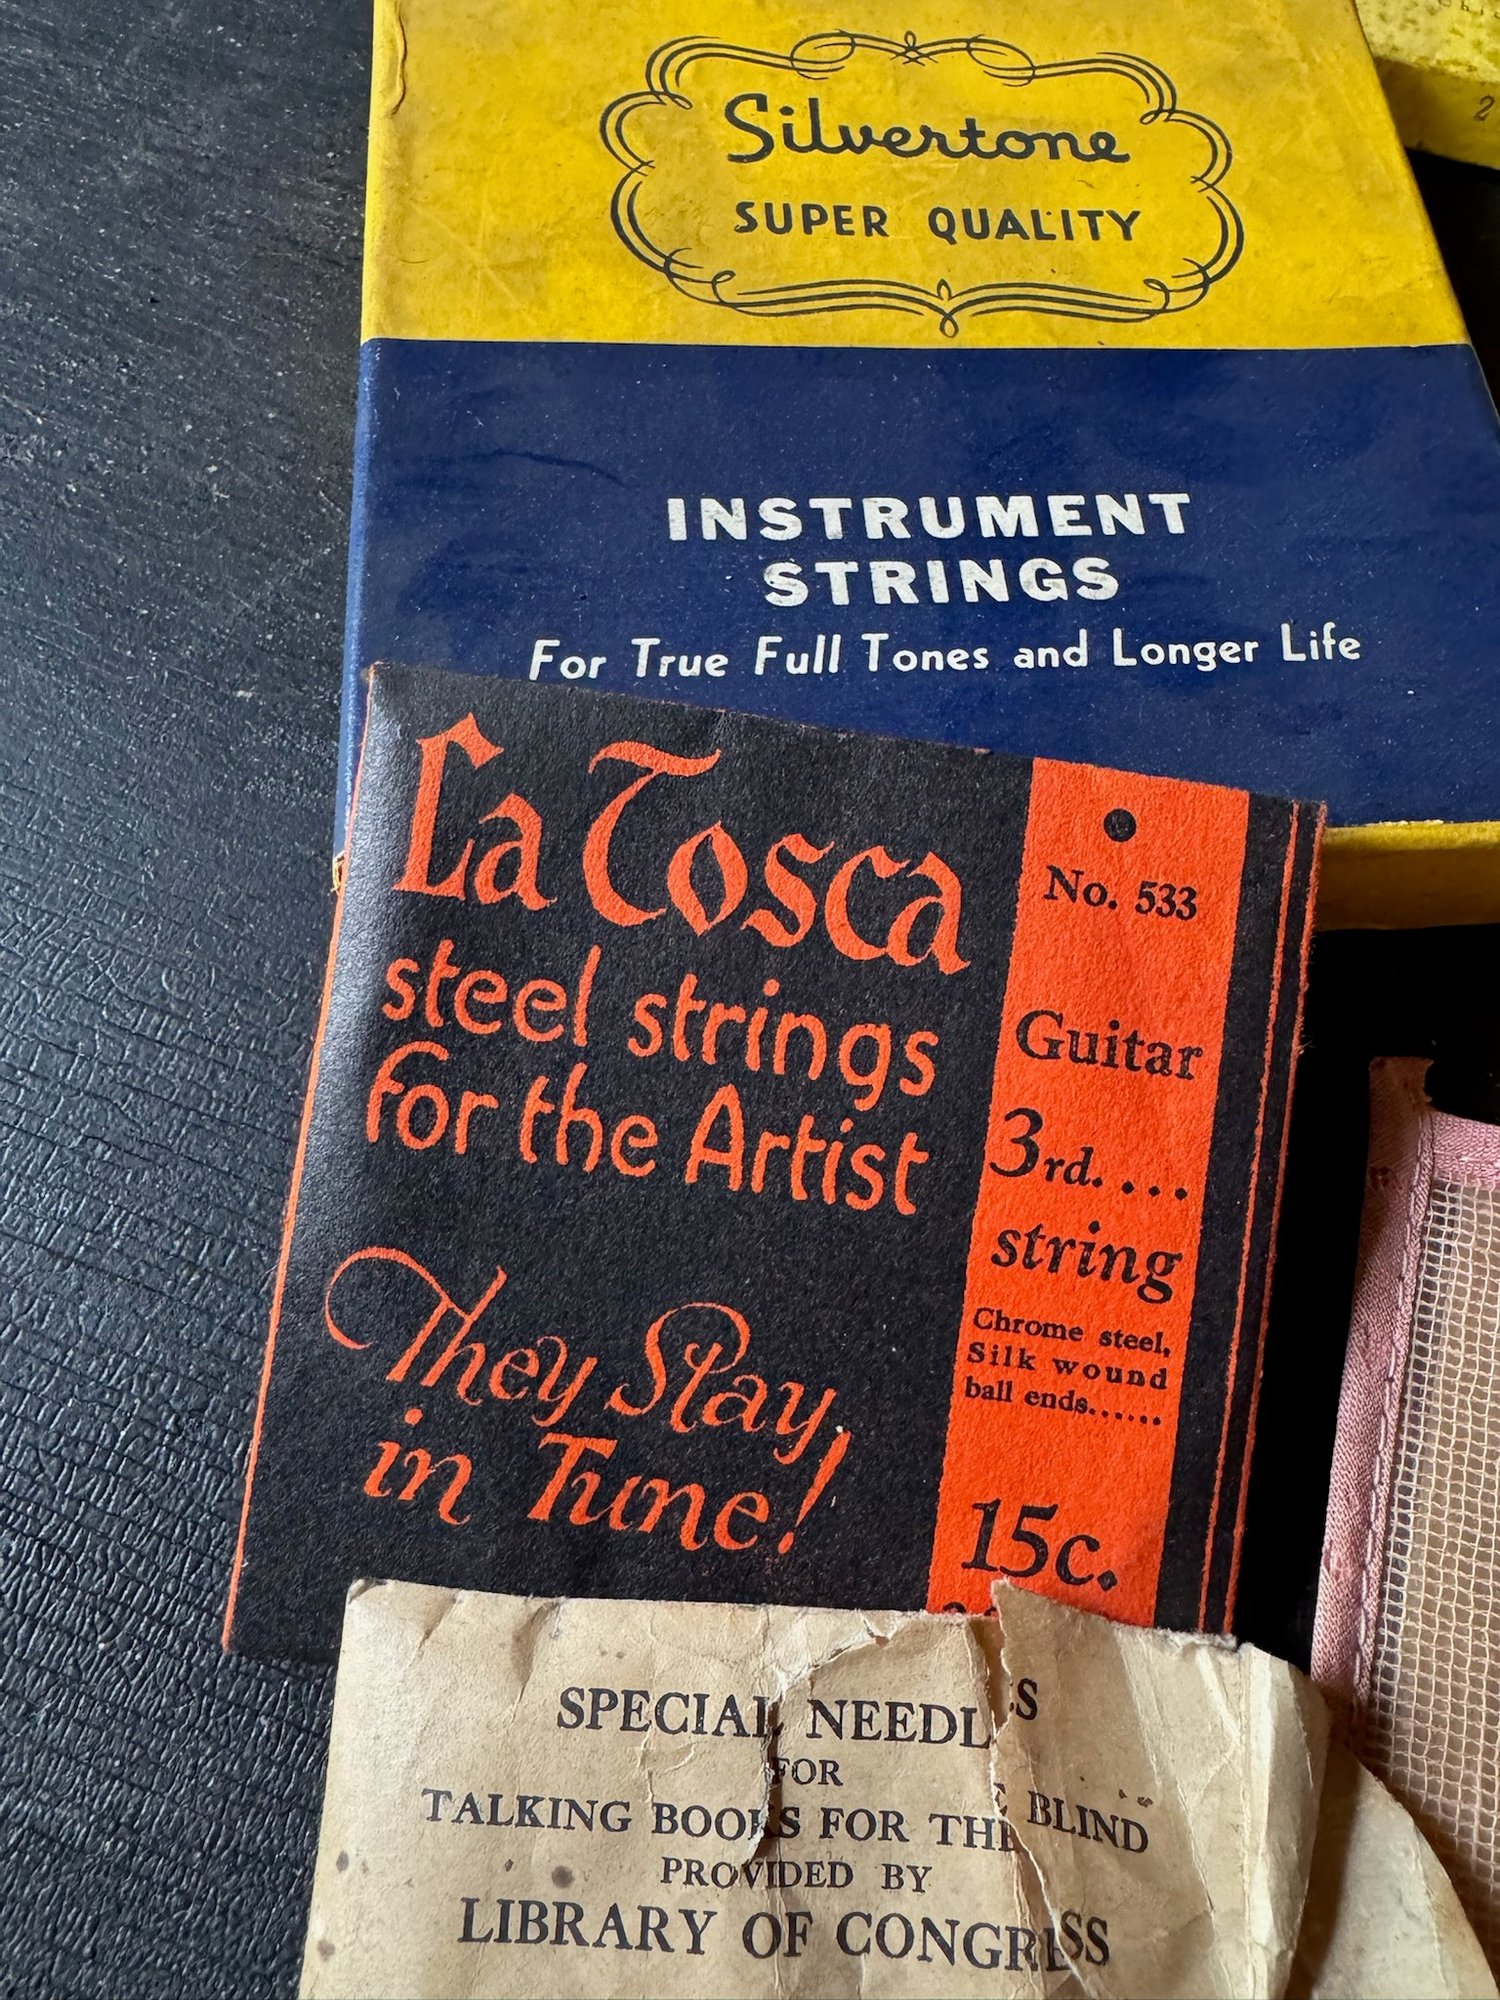 Silvertone
SUPER QUALITY
INSTRUMENT
STRINGS
For True Full Tones and Longer Life
La Tosca
steel strings
for the Artist
They Stay
in Tune!
No. 533
Guitar
3rd....
string
Chrome steel,
Silk wound
ball ends......
15c.
SPECIAL NEEDLES
FOR
TALKING BOOKS FOR THE BLIND
PROVIDED BY
LIBRARY OF CONGRESS
2